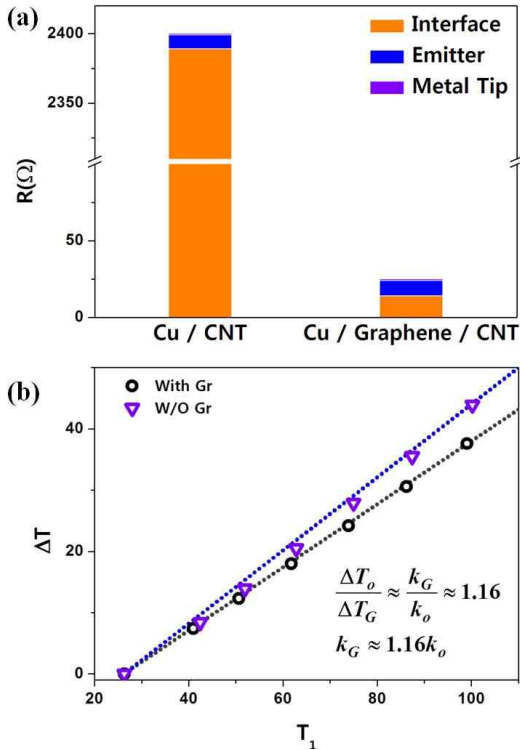 (a)
2400
2350
50
0
R(Ω)
Interface
Emitter
Metal Tip
Cu / CNT
Cu / Graphene / CNT
(b)
With Gr
W/O Gr
40
20
0
ΔT
ΔT_o / ΔT_G ≈ k_G / k_o ≈ 1.16
k_G ≈ 1.16k_o
20 40 60 80 100
T_1